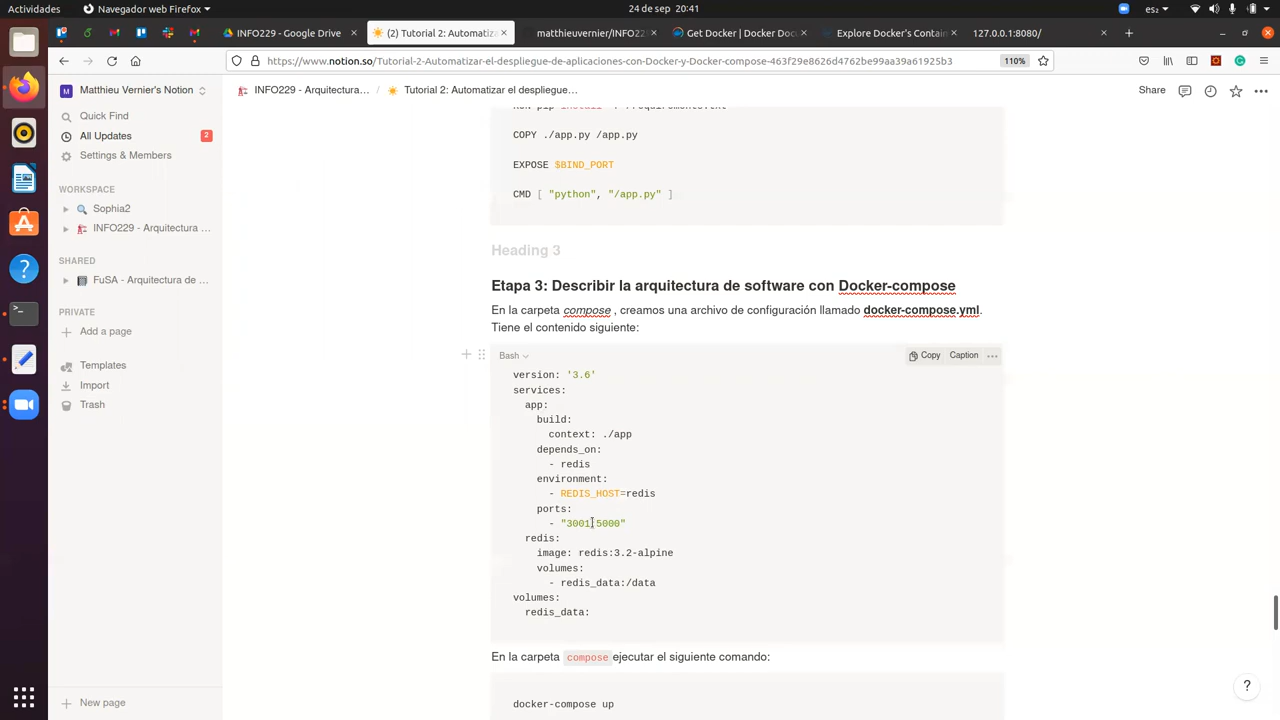 Actividades
Navegador web Firefox
24 de sep 20:41
es₂
INFO229 - Google Drive
(2) Tutorial 2: Automatiza
matthieuvernier/INFO22
Get Docker | Docker Doc
Explore Docker's Contain
127.0.0.1:8080/
https://www.notion.so/Tutorial-2-Automatizar-el-despliegue-de-aplicaciones-con-Docker-y-Docker-compose-463f29e8626d4762be99aa39a61925b3
110%
Matthieu Vernier's Notion
INFO229 - Arquitectura... / Tutorial 2: Automatizar el despliegue...
Share
Quick Find
All Updates 2
Settings & Members
WORKSPACE
Sophia2
INFO229 - Arquitectura ...
SHARED
FuSA - Arquitectura de ...
PRIVATE
Add a page
Templates
Import
Trash
New page
COPY ./app.py /app.py
EXPOSE $BIND_PORT
CMD [ "python", "/app.py" ]
Heading 3
Etapa 3: Describir la arquitectura de software con Docker-compose
En la carpeta compose , creamos una archivo de configuración llamado docker-compose.yml.
Tiene el contenido siguiente:
Bash
Copy Caption
version: '3.6'
services:
app:
build:
context: ./app
depends_on:
- redis
environment:
- REDIS_HOST=redis
ports:
- "3001:5000"
redis:
image: redis:3.2-alpine
volumes:
- redis_data:/data
volumes:
redis_data:
En la carpeta compose ejecutar el siguiente comando:
docker-compose up
?